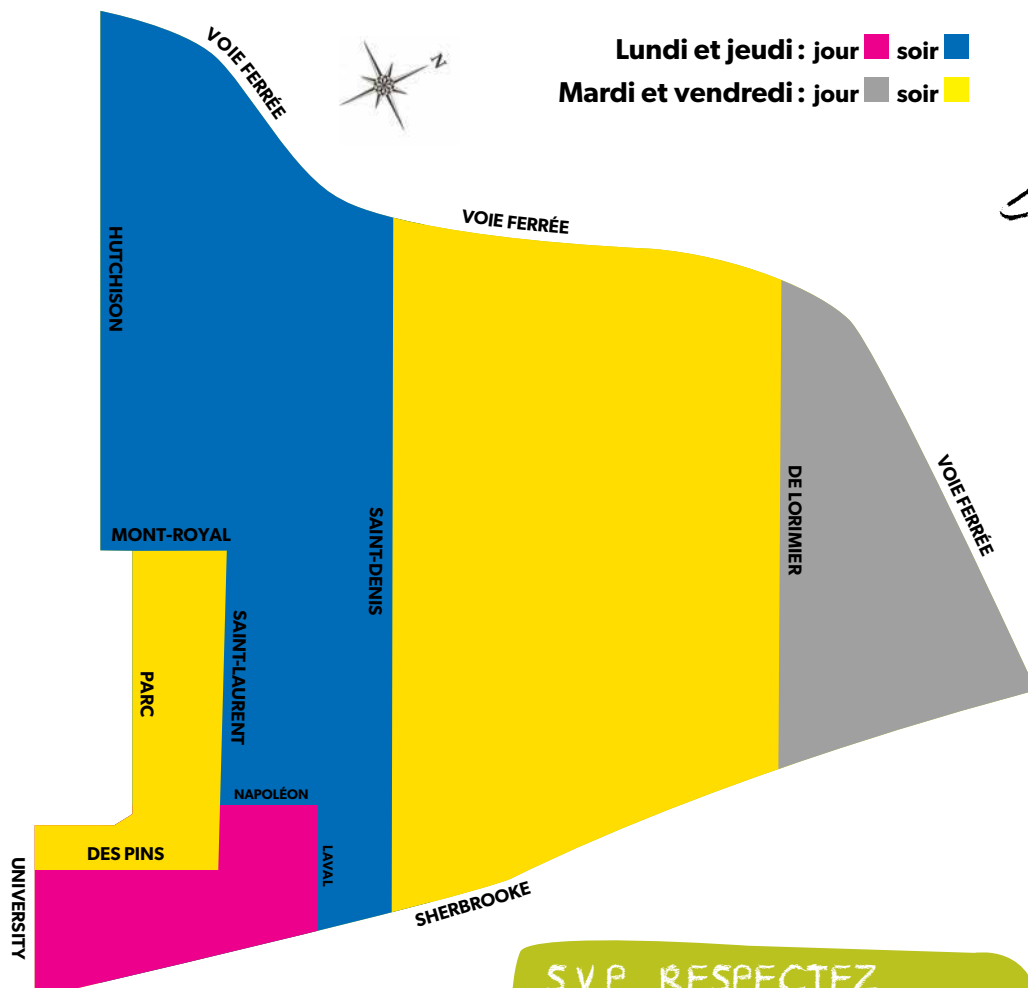 Lundi et jeudi : jour soir
Mardi et vendredi : jour soir
N
VOIE FERRÉE
VOIE FERRÉE
HUTCHISON
VOIE FERRÉE
DE LORIMIER
SAINT-DENIS
MONT-ROYAL
SAINT-LAURENT
PARC
NAPOLÉON
LAVAL
DES PINS
UNIVERSITY
SHERBROOKE
S.V.P. RESPECTEZ